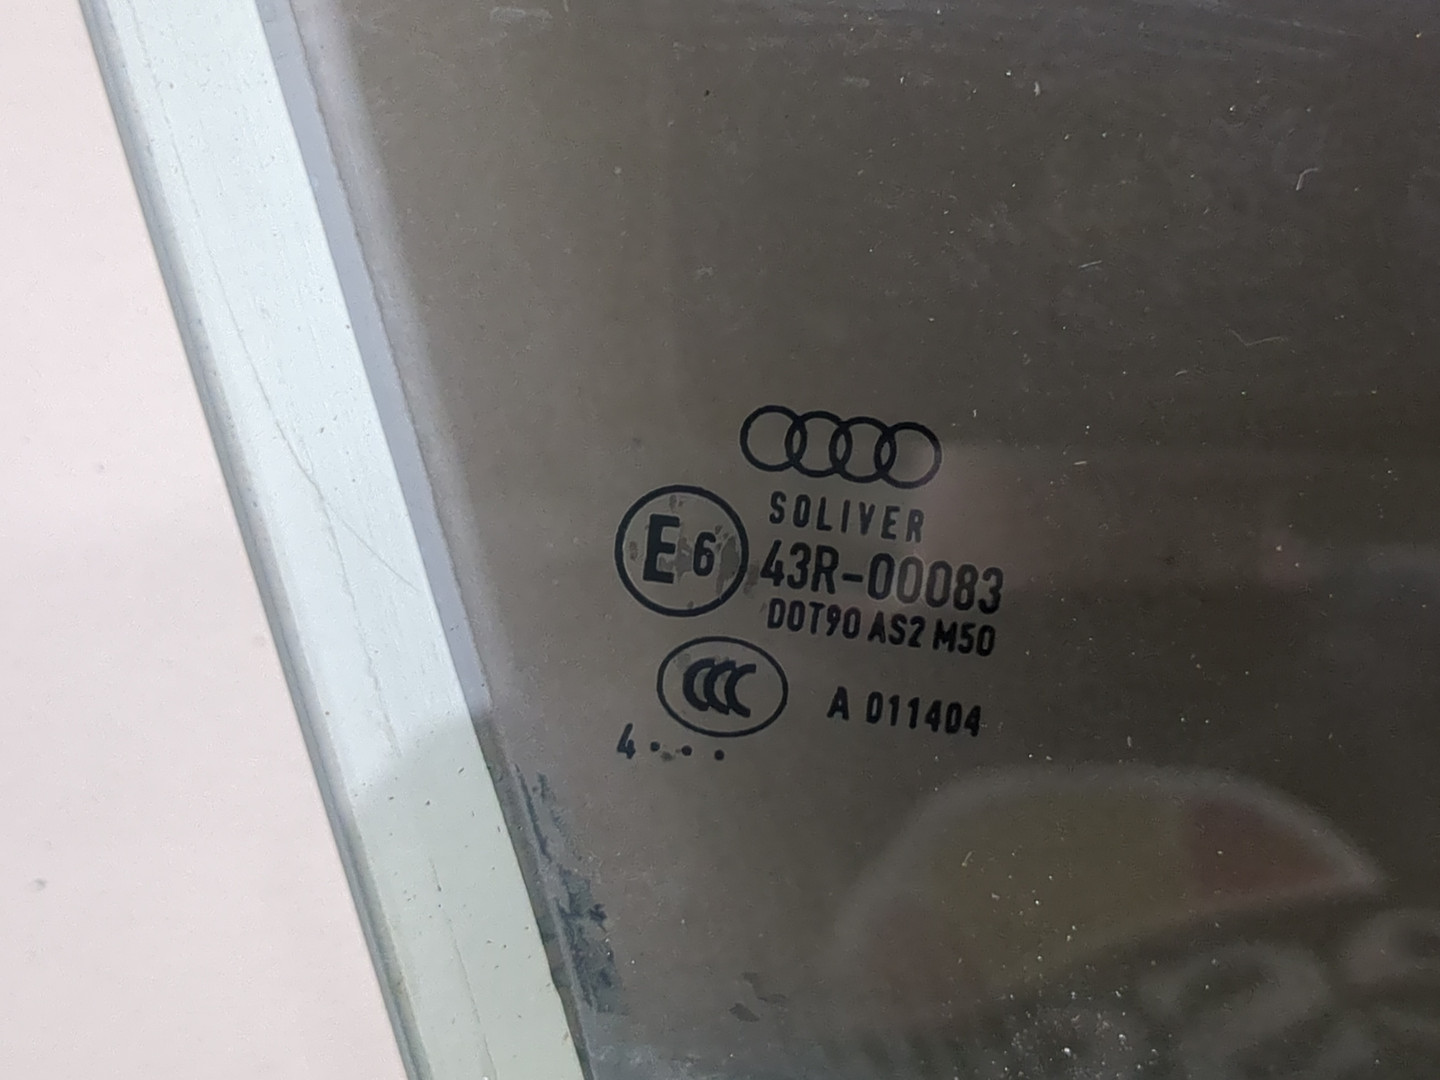 SOLIVER
E6 43R-00083
DOT90 AS2 M50
CCC A 011404
4 . . .